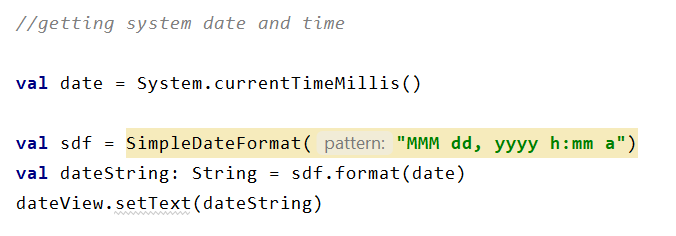 //getting system date and time
val date = System.currentTimeMillis()
val sdf = SimpleDateFormat( pattern: "MMM dd, yyyy h:mm a")
val dateString: String = sdf.format(date)
dateView.setText(dateString)